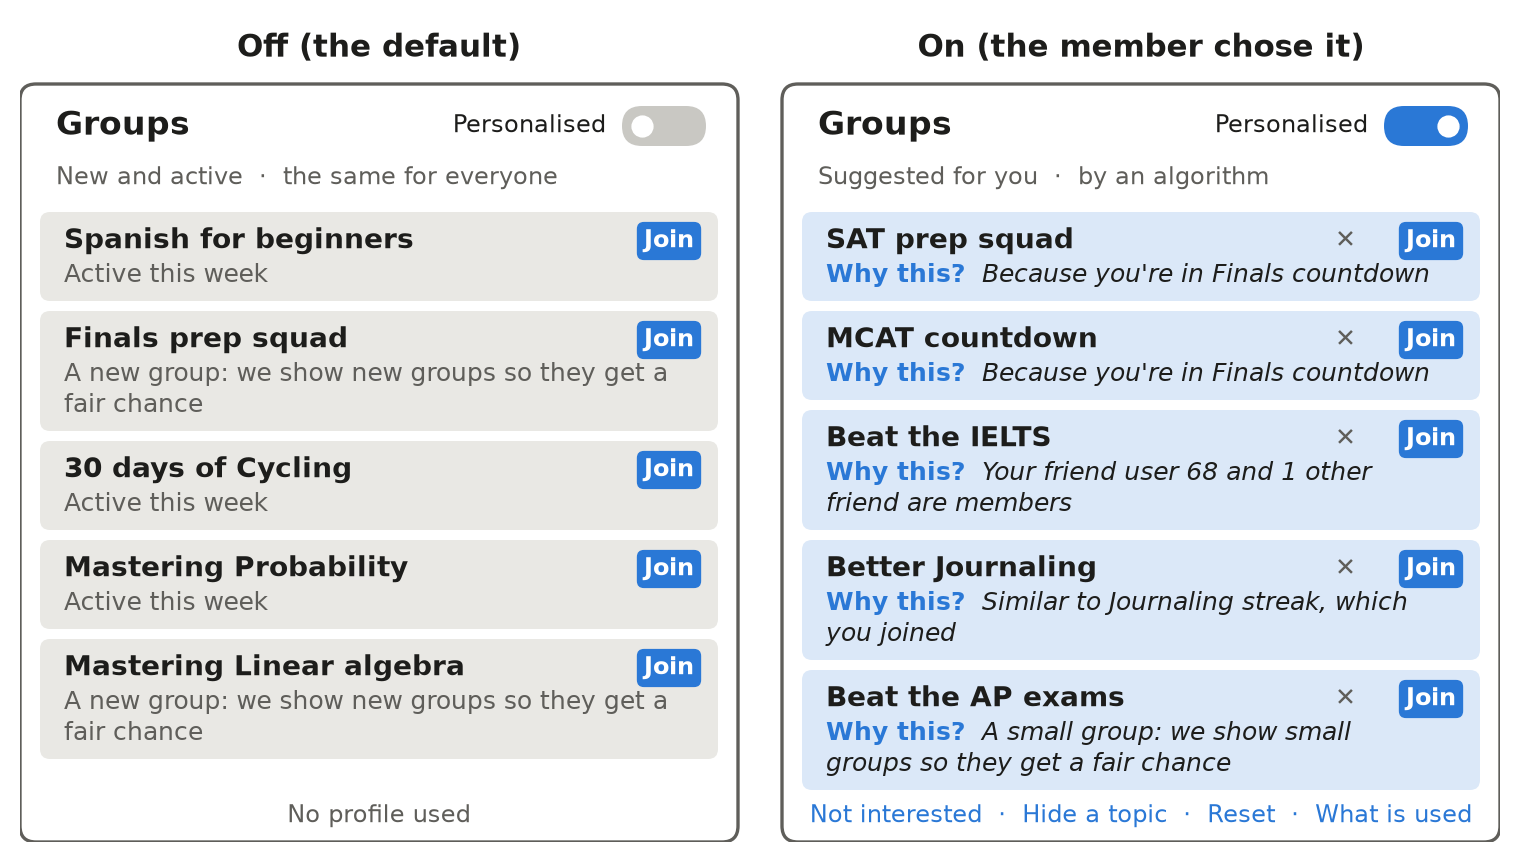 Off (the default)
Groups
Personalised
New and active · the same for everyone
Spanish for beginners
Join
Active this week
Finals prep squad
Join
A new group: we show new groups so they get a
fair chance
30 days of Cycling
Join
Active this week
Mastering Probability
Join
Active this week
Mastering Linear algebra
Join
A new group: we show new groups so they get a
fair chance
No profile used
On (the member chose it)
Groups
Personalised
Suggested for you · by an algorithm
SAT prep squad
✕
Join
Why this? Because you're in Finals countdown
MCAT countdown
✕
Join
Why this? Because you're in Finals countdown
Beat the IELTS
✕
Join
Why this? Your friend user 68 and 1 other
friend are members
Better Journaling
✕
Join
Why this? Similar to Journaling streak, which
you joined
Beat the AP exams
✕
Join
Why this? A small group: we show small
groups so they get a fair chance
Not interested · Hide a topic · Reset · What is used